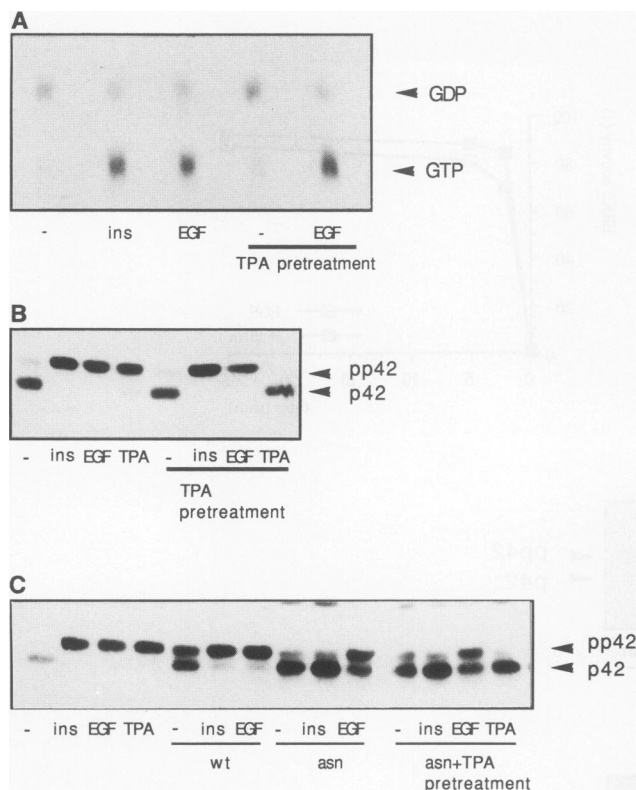 A
GDP
GTP
- ins EGF - EGF
TPA pretreatment
B
pp42
p42
- ins EGF TPA - ins EGF TPA
TPA
pretreatment
C
pp42
p42
- ins EGF TPA - ins EGF - ins EGF - ins EGF TPA
wt asn asn+TPA
pretreatment